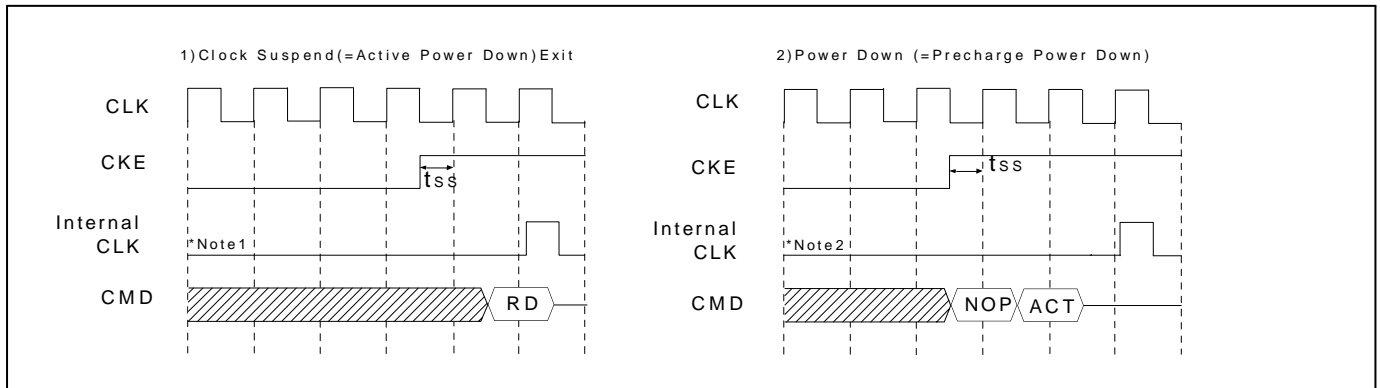 1)Clock Suspend(=Active Power Down)Exit
CLK
CKE
tss
Internal
CLK
*Note1
CMD
RD
2)Power Down (=Precharge Power Down)
CLK
CKE
tss
Internal
CLK
*Note2
CMD
NOP
ACT